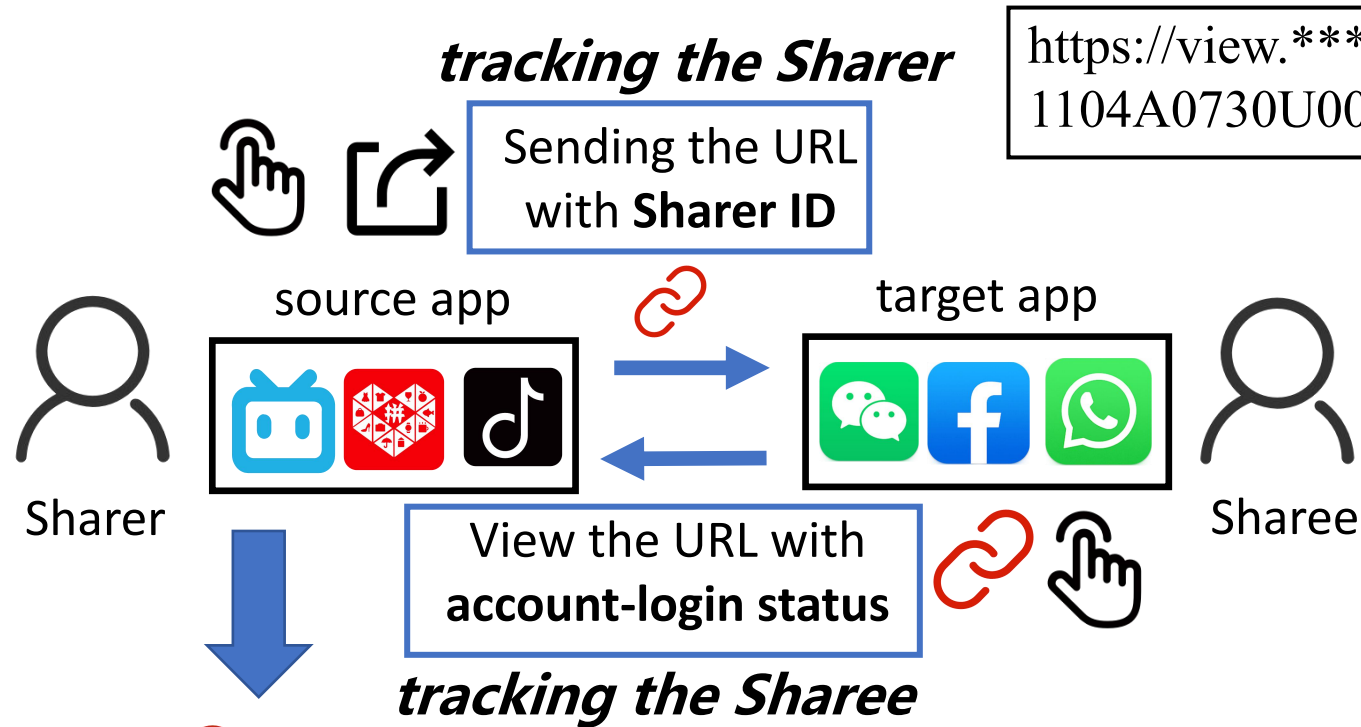 tracking the Sharer
https://view.***
1104A0730U00
Sending the URL
with Sharer ID
source app
target app
Sharer
Sharee
View the URL with
account-login status
tracking the Sharee